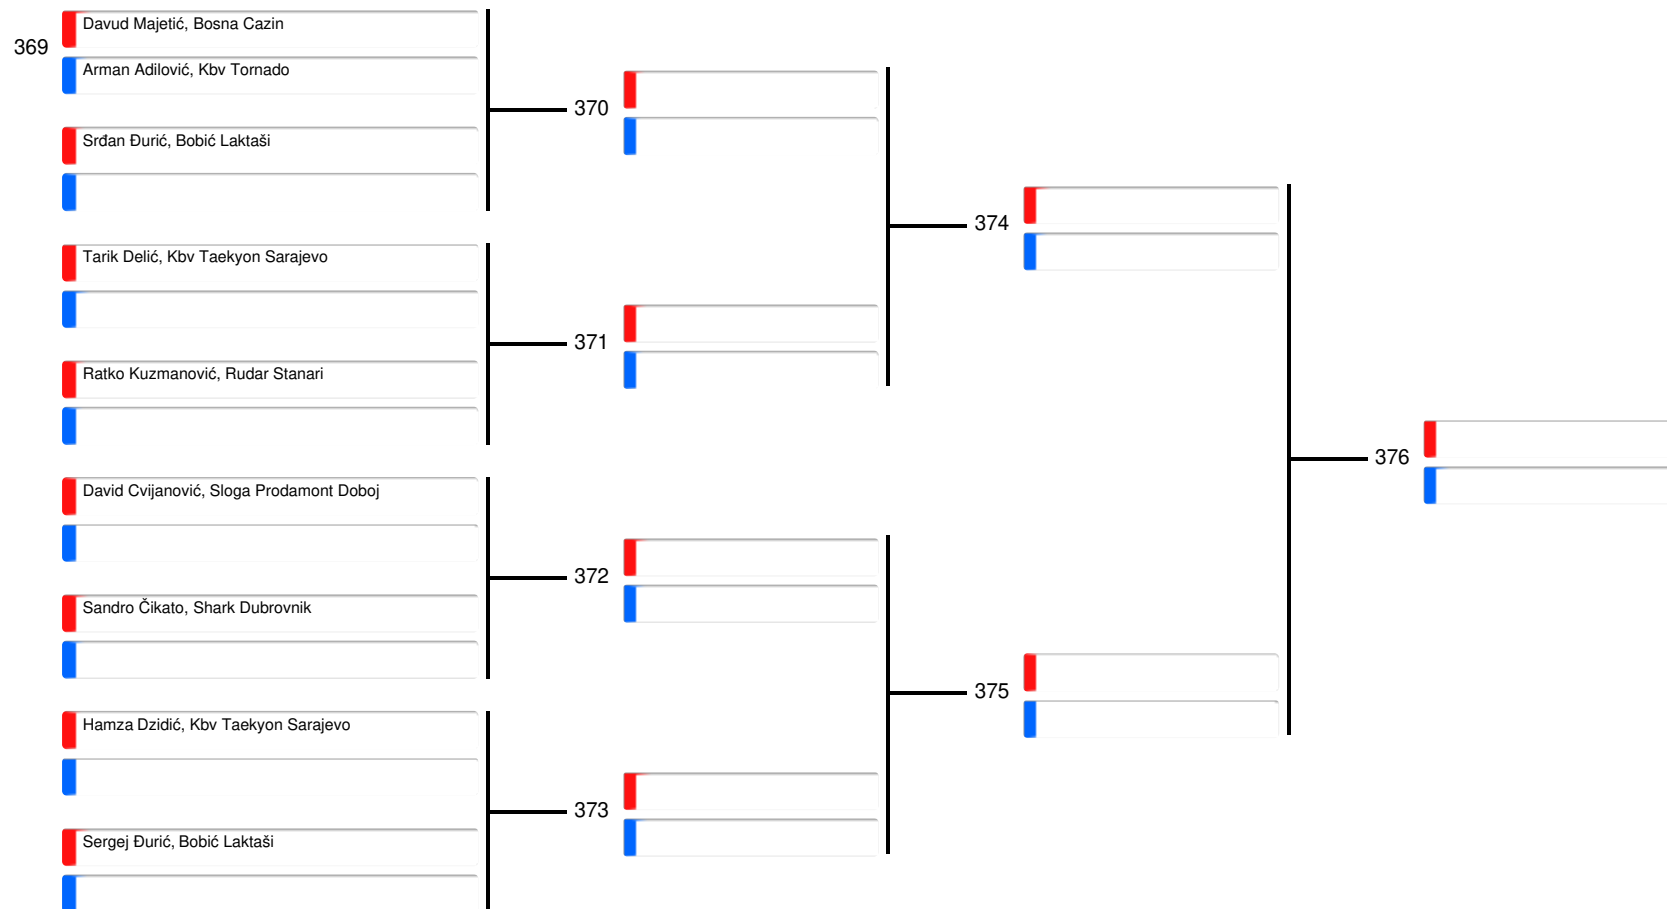 369
Davud Majetić, Bosna Cazin
Arman Adilović, Kbv Tornado
Srđan Đurić, Bobić Laktaši
370
Tarik Delić, Kbv Taekyon Sarajevo
Ratko Kuzmanović, Rudar Stanari
371
374
David Cvijanović, Sloga Prodamont Doboj
Sandro Čikato, Shark Dubrovnik
372
Hamza Dzidić, Kbv Taekyon Sarajevo
Sergej Đurić, Bobić Laktaši
373
375
376